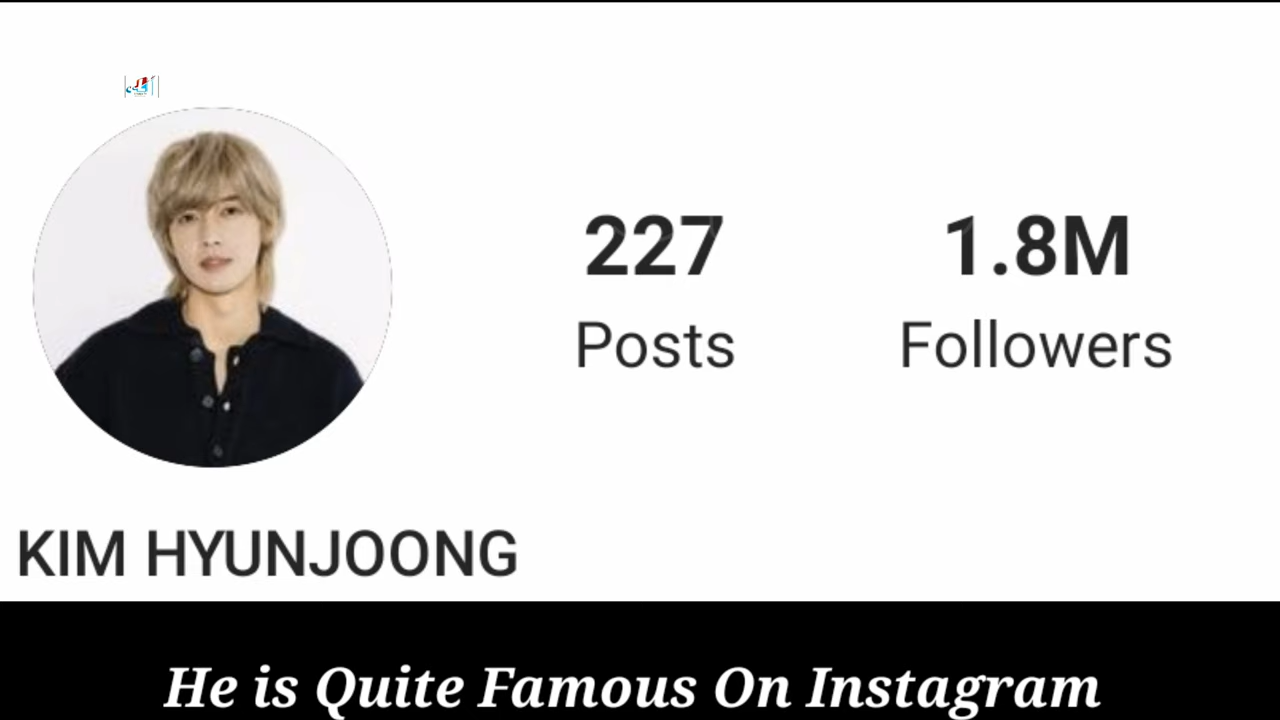 227
1.8M
Posts
Followers
KIM HYUNJOONG
He is Quite Famous On Instagram